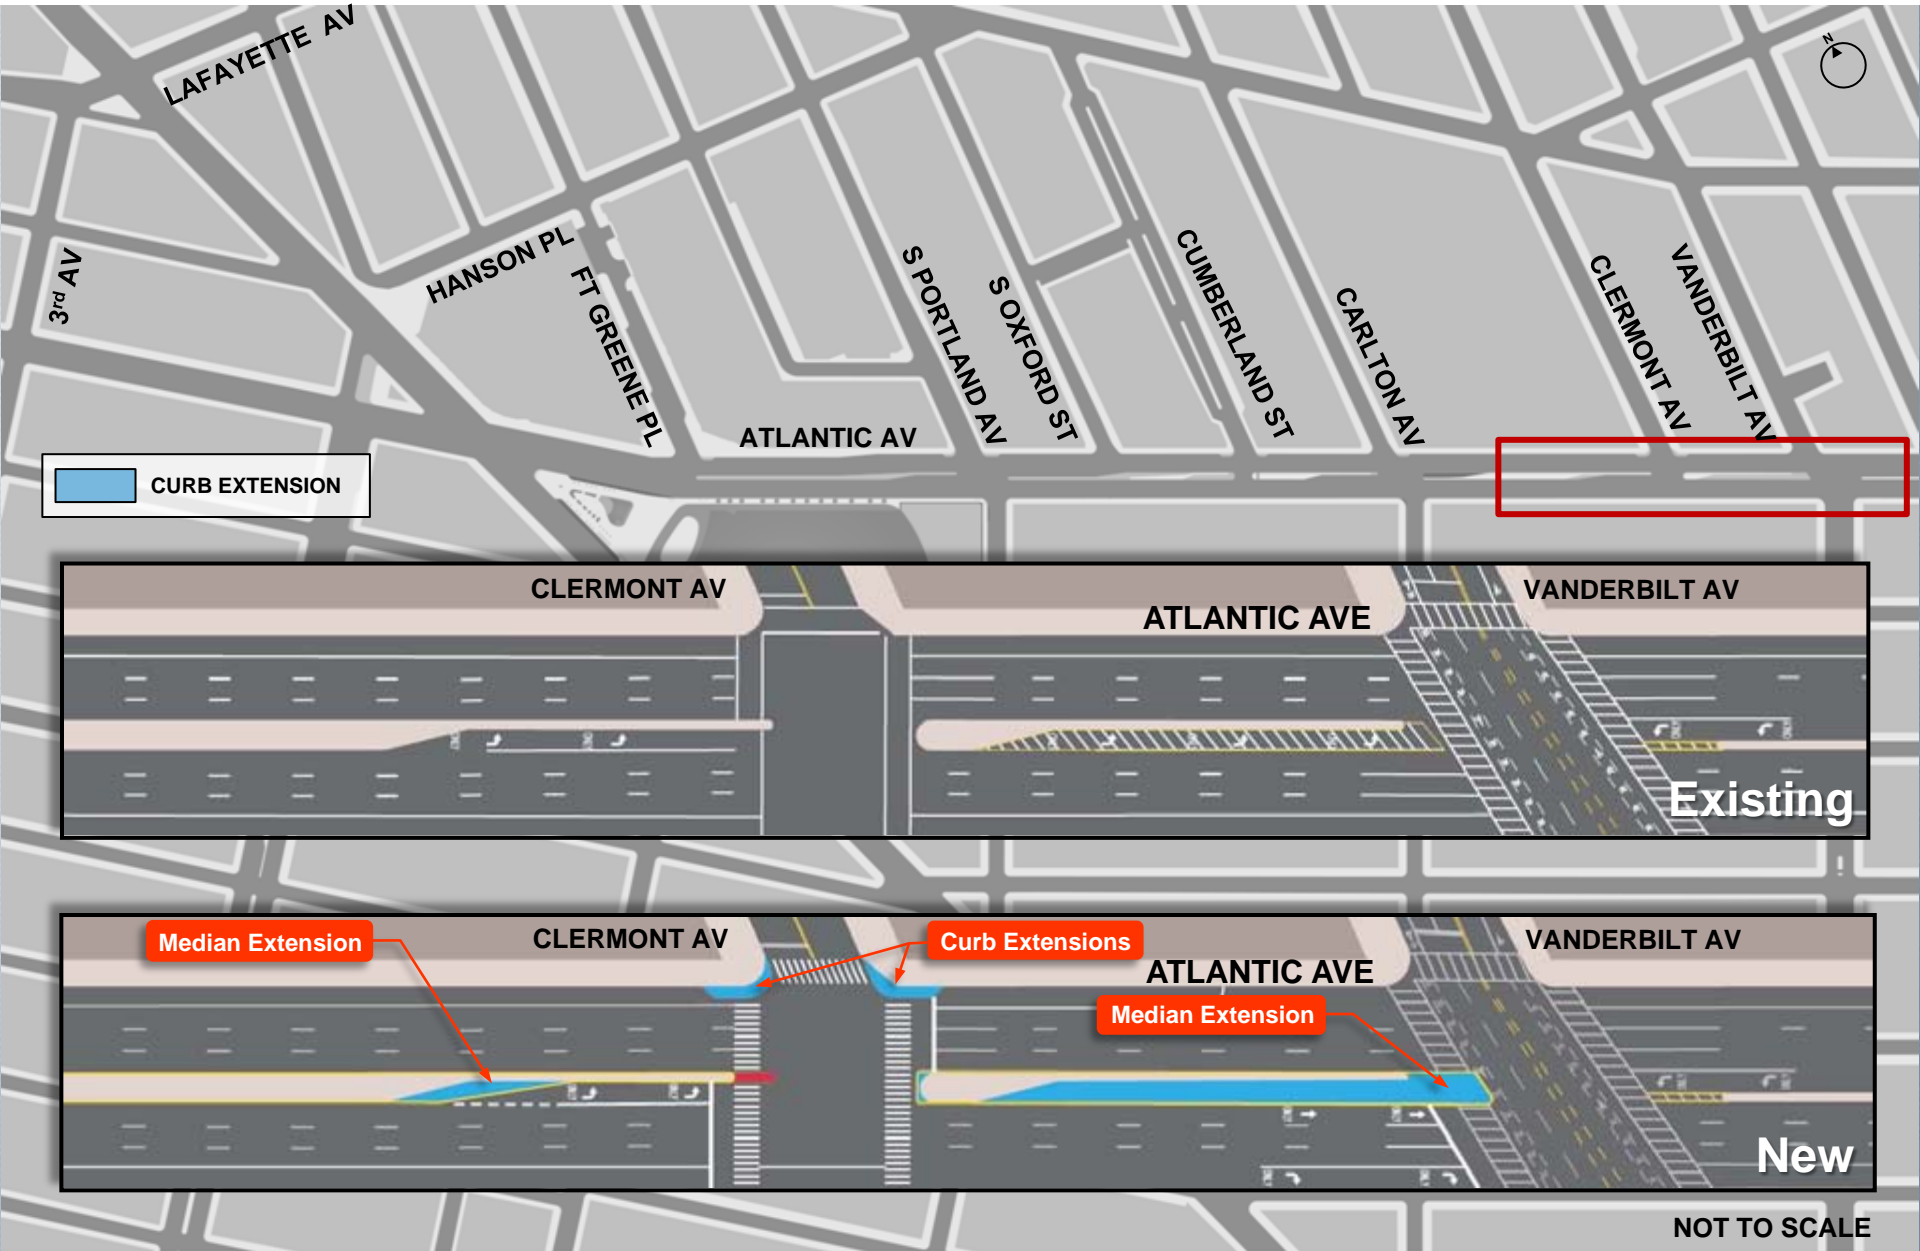 LAFAYETTE AV
N
3rd AV
HANSON PL
FT GREENE PL
S PORTLAND AV
S OXFORD ST
CUMBERLAND ST
CARLTON AV
CLERMONT AV
VANDERBILT AV
ATLANTIC AV
CURB EXTENSION
CLERMONT AV
VANDERBILT AV
ATLANTIC AVE
Existing
Median Extension
CLERMONT AV
Curb Extensions
VANDERBILT AV
ATLANTIC AVE
Median Extension
New
NOT TO SCALE